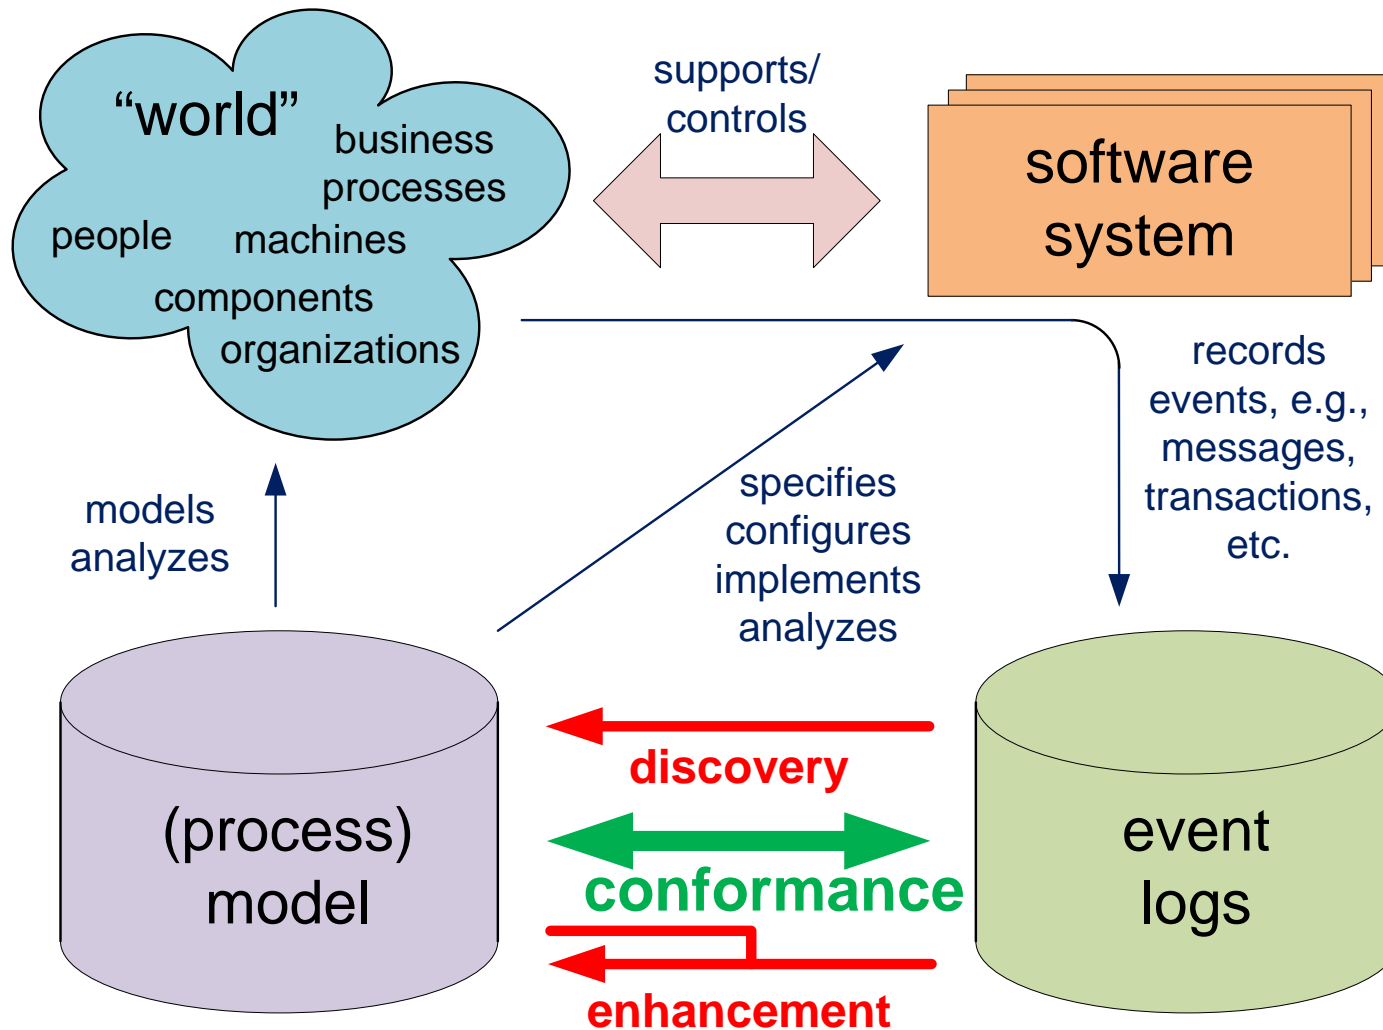 “world”
business
processes
people
machines
components
organizations
supports/
controls
software
system
records
events, e.g.,
messages,
transactions,
etc.
models
analyzes
specifies
configures
implements
analyzes
(process)
model
discovery
conformance
enhancement
event
logs